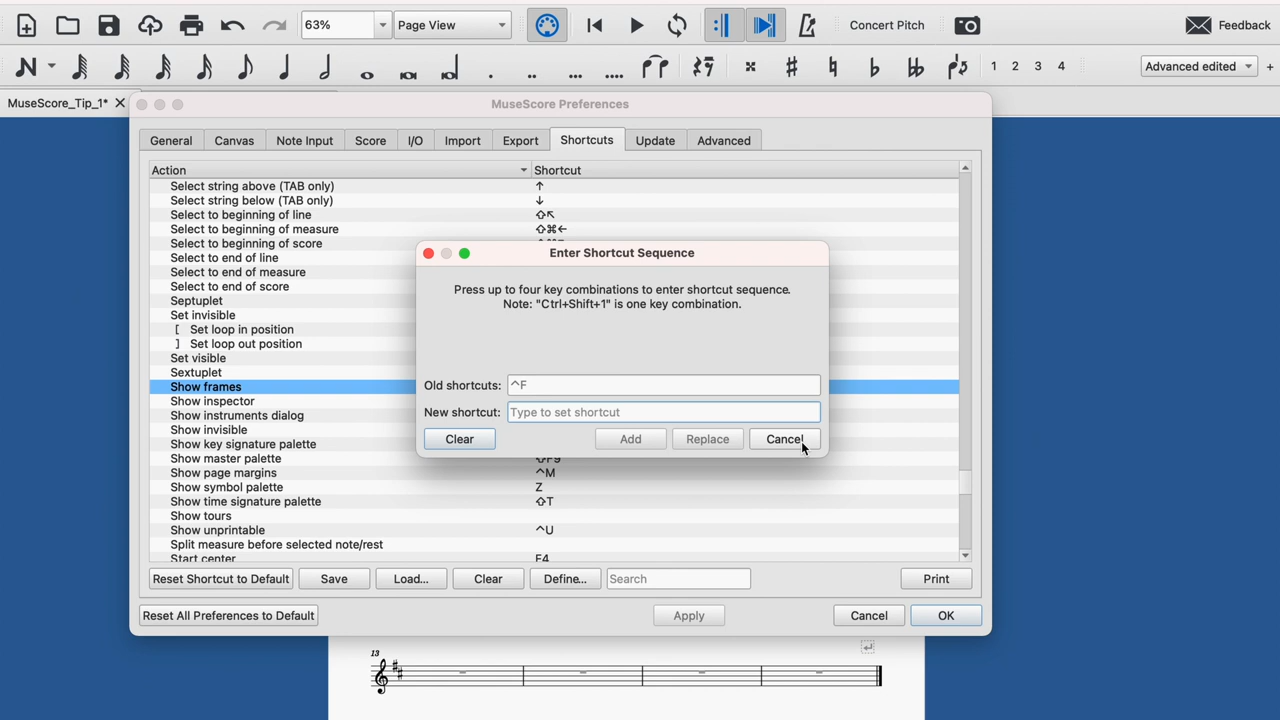 63% Page View Concert Pitch Feedback
1 2 3 4 Advanced edited +
MuseScore_Tip_1*
MuseScore Preferences
General Canvas Note Input Score I/O Import Export Shortcuts Update Advanced
Action Shortcut
Select string above (TAB only) ↑
Select string below (TAB only) ↓
Select to beginning of line ⇧↖
Select to beginning of measure ⇧⌘←
Select to beginning of score
Select to end of line
Select to end of measure
Select to end of score
Septuplet
Set invisible
[ Set loop in position
] Set loop out position
Set visible
Sextuplet
Show frames
Show inspector
Show instruments dialog
Show invisible
Show key signature palette
Show master palette ⇧F9
Show page margins ^M
Show symbol palette Z
Show time signature palette ⇧T
Show tours
Show unprintable ^U
Split measure before selected note/rest
Start center F4
Enter Shortcut Sequence
Press up to four key combinations to enter shortcut sequence.
Note: "Ctrl+Shift+1" is one key combination.
Old shortcuts: ^F
New shortcut: Type to set shortcut
Clear Add Replace Cancel
Reset Shortcut to Default Save Load... Clear Define... Search Print
Reset All Preferences to Default Apply Cancel OK
13